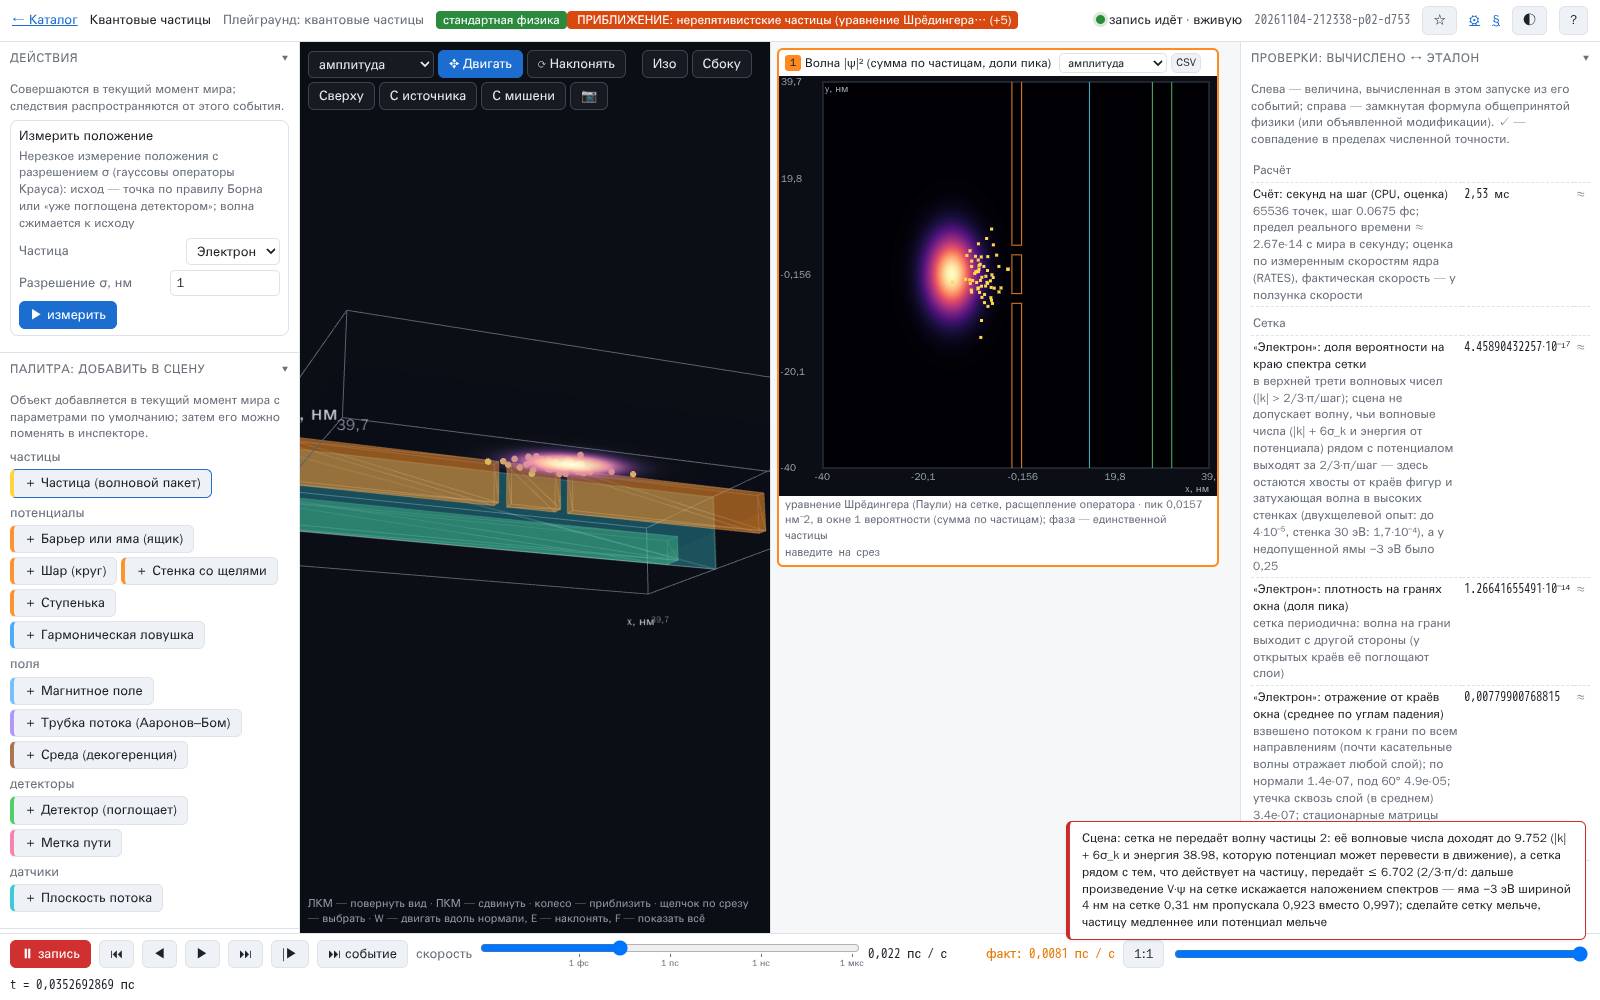 ← Каталог Квантовые частицы Плейграунд: квантовые частицы стандартная физика ПРИБЛИЖЕНИЕ: нерелятивистские частицы (уравнение Шрёдингера··· (+5) запись идёт · вживую 20261104-212338-p02-d753 ☆ ⚙ § ?
ДЕЙСТВИЯ ▾
Совершаются в текущий момент мира;
следствия распространяются от этого события.
Измерить положение
Нерезкое измерение положения с
разрешением σ (гауссовы операторы
Крауса): исход — точка по правилу Борна
или «уже поглощена детектором»; волна
сжимается к исходу
Частица Электрон
Разрешение σ, нм 1
▶ измерить
ПАЛИТРА: ДОБАВИТЬ В СЦЕНУ ▾
Объект добавляется в текущий момент мира с
параметрами по умолчанию; затем его можно
поменять в инспекторе.
частицы
+ Частица (волновой пакет)
потенциалы
+ Барьер или яма (ящик)
+ Шар (круг) + Стенка со щелями
+ Ступенька
+ Гармоническая ловушка
поля
+ Магнитное поле
+ Трубка потока (Ааронов–Бом)
+ Среда (декогеренция)
детекторы
+ Детектор (поглощает)
+ Метка пути
датчики
+ Плоскость потока
амплитуда ✥ Двигать ⟳ Наклонять Изо Сбоку
Сверху С источника С мишени
, нм
39,7
x, нм
39,7
ЛКМ — повернуть вид · ПКМ — сдвинуть · колесо — приблизить · щелчок по срезу
— выбрать · W — двигать вдоль нормали, E — наклонять, F — показать всё
1 Волна |ψ|² (сумма по частицам, доли пика) амплитуда CSV
39,7
y, нм
19,8
-0,156
-20,1
-40
-40 -20,1 -0,156 19,8 39,
x, нм
уравнение Шрёдингера (Паули) на сетке, расщепление оператора · пик 0,0157
нм⁻2, в окне 1 вероятности (сумма по частицам); фаза — единственной
частицы
наведите на срез
ПРОВЕРКИ: ВЫЧИСЛЕНО ↔ ЭТАЛОН ▾
Слева — величина, вычисленная в этом запуске из его
событий; справа — замкнутая формула общепринятой
физики (или объявленной модификации). ✓ —
совпадение в пределах численной точности.
Расчёт
Счёт: секунд на шаг (CPU, оценка) 2,53 мс ≈
65536 точек, шаг 0.0675 фс;
предел реального времени ≈
2.67e-14 с мира в секунду; оценка
по измеренным скоростям ядра
(RATES), фактическая скорость — у
ползунка скорости
Сетка
«Электрон»: доля вероятности на 4.45890432257·10⁻¹⁷ ≈
краю спектра сетки
в верхней трети волновых чисел
(|k| > 2/3·π/шаг); сцена не
допускает волну, чьи волновые
числа (|k| + 6σ_k и энергия от
потенциала) рядом с потенциалом
выходят за 2/3·π/шаг — здесь
остаются хвосты от краёв фигур и
затухающая волна в высоких
стенках (двухщелевой опыт: до
4·10⁻⁵, стенка 30 эВ: 1,7·10⁻⁴), а у
недопущенной ямы −3 эВ было
0,25
«Электрон»: плотность на гранях 1.26641655491·10⁻¹⁴ ≈
окна (доля пика)
сетка периодична: волна на грани
выходит с другой стороны (у
открытых краёв её поглощают
слои)
«Электрон»: отражение от краёв 0,00779900768815 ≈
окна (среднее по углам падения)
взвешено потоком к грани по всем
направлениям (почти касательные
волны отражает любой слой); по
нормали 1.4e-07, под 60° 4.9e-05;
утечка сквозь слой (в среднем)
3.4e-07; стационарные матрицы
Сцена: сетка не передаёт волну частицы 2: её волновые числа доходят до 9.752 (|k|
+ 6σ_k и энергия 38.98, которую потенциал может перевести в движение), а сетка
рядом с тем, что действует на частицу, передаёт ≤ 6.702 (2/3·π/d: дальше
произведение V·ψ на сетке искажается наложением спектров — яма −3 эВ шириной
4 нм на сетке 0,31 нм пропускала 0,923 вместо 0,997); сделайте сетку мельче,
частицу медленнее или потенциал мельче
⏸ запись ⏮ ◀ ▶ ⏭ |▶ ⏭ событие скорость 1 фс 1 пс 1 нс 1 мкс 0,022 пс / с факт: 0,0081 пс / с 1:1
t = 0,0352692869 пс